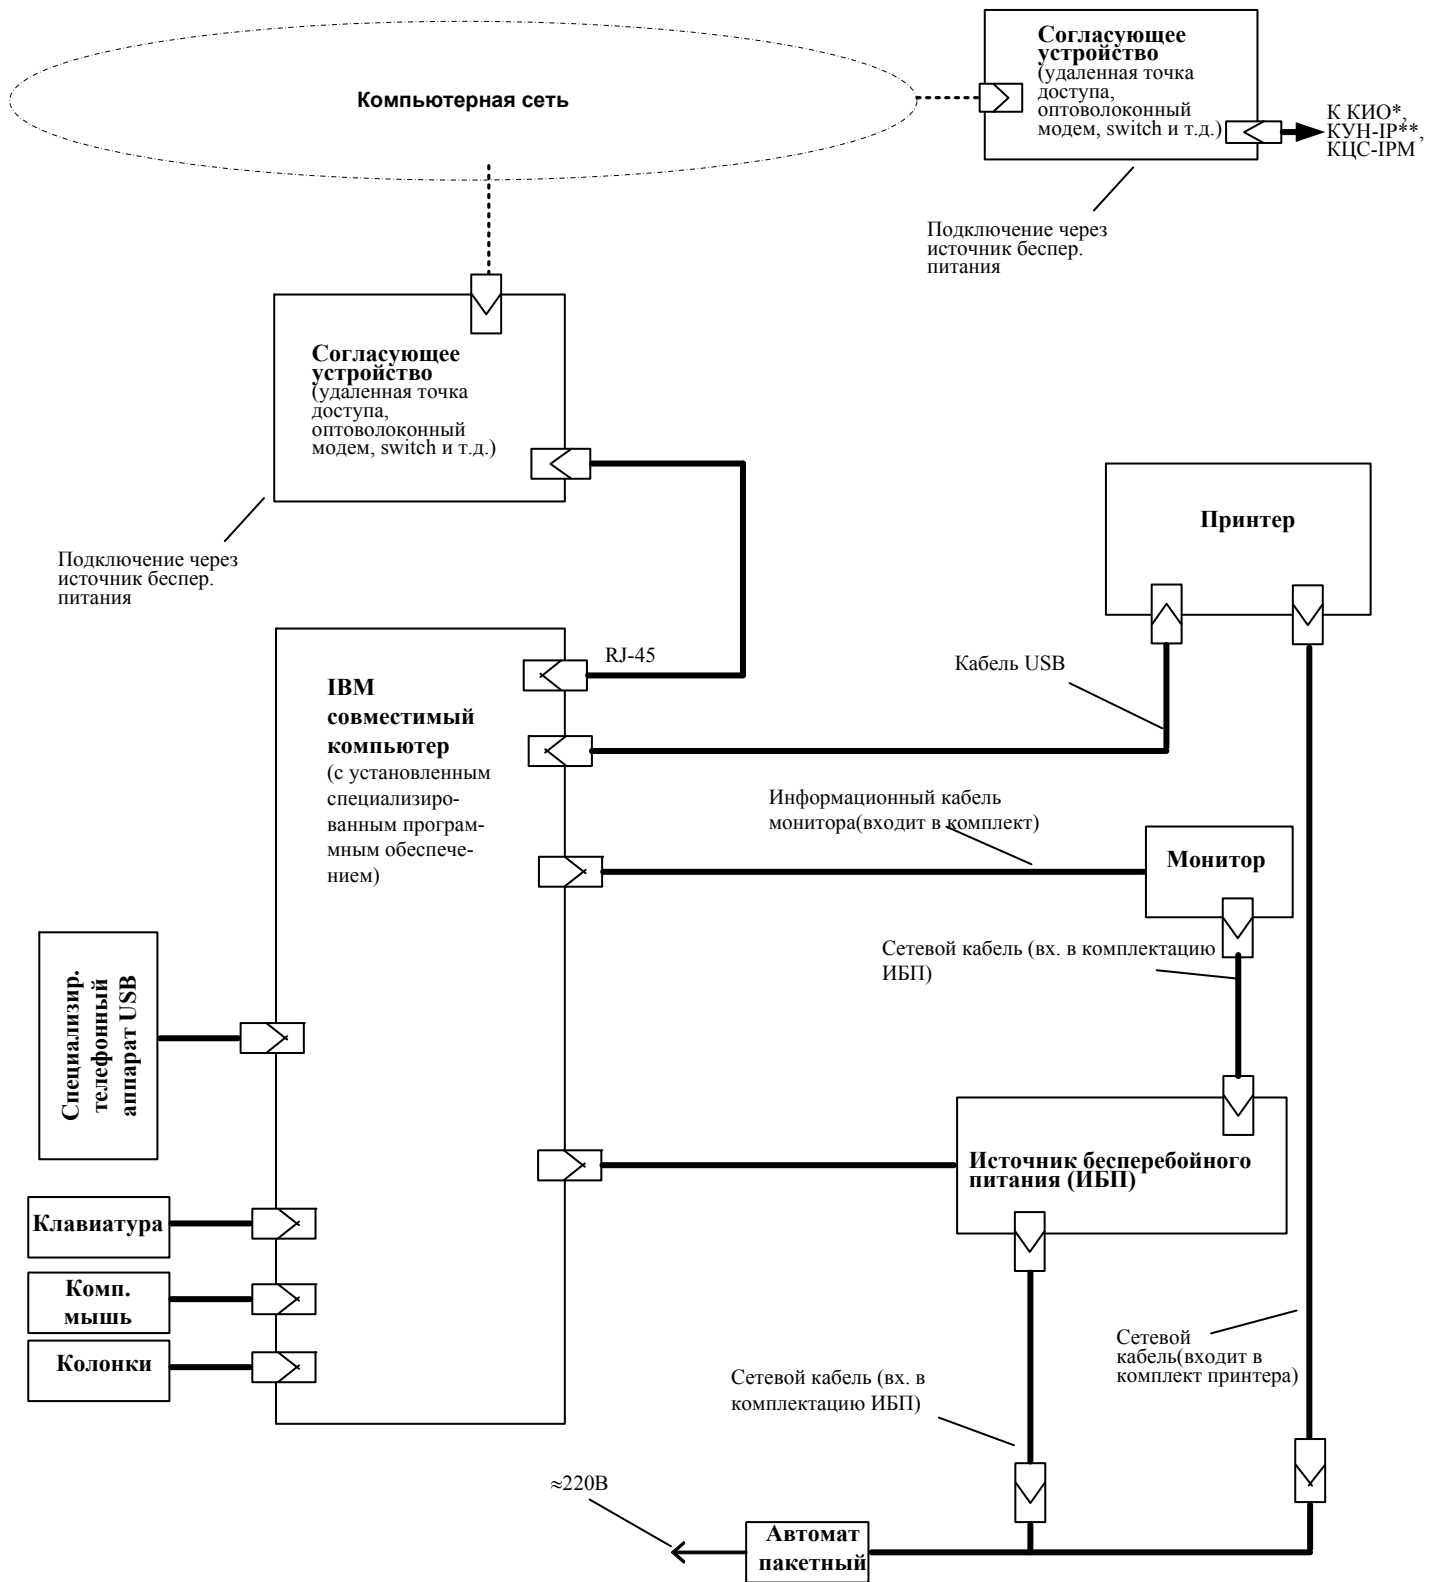 Согласующее
устройство
(удаленная точка
доступа,
оптоволоконный
модем, switch и т.д.)
Компьютерная сеть
К КИО*,
КУН-IP**,
КЦС-IPM
Подключение через
источник беспер.
питания
Согласующее
устройство
(удаленная точка
доступа,
оптоволоконный
модем, switch и т.д.)
Подключение через
источник беспер.
питания
Принтер
RJ-45
Кабель USB
IBM
совместимый
компьютер
(с установленным
специализиро-
ванным програм-
мным обеспече-
нием)
Информационный кабель
монитора(входит в комплект)
Монитор
Сетевой кабель (вх. в комплектацию
ИБП)
Специализир.
телефонный
аппарат USB
Источник бесперебойного
питания (ИБП)
Клавиатура
Комп.
мышь
Колонки
Сетевой
кабель(входит в
комплект принтера)
Сетевой кабель (вх. в
комплектацию ИБП)
≈220В
Автомат
пакетный